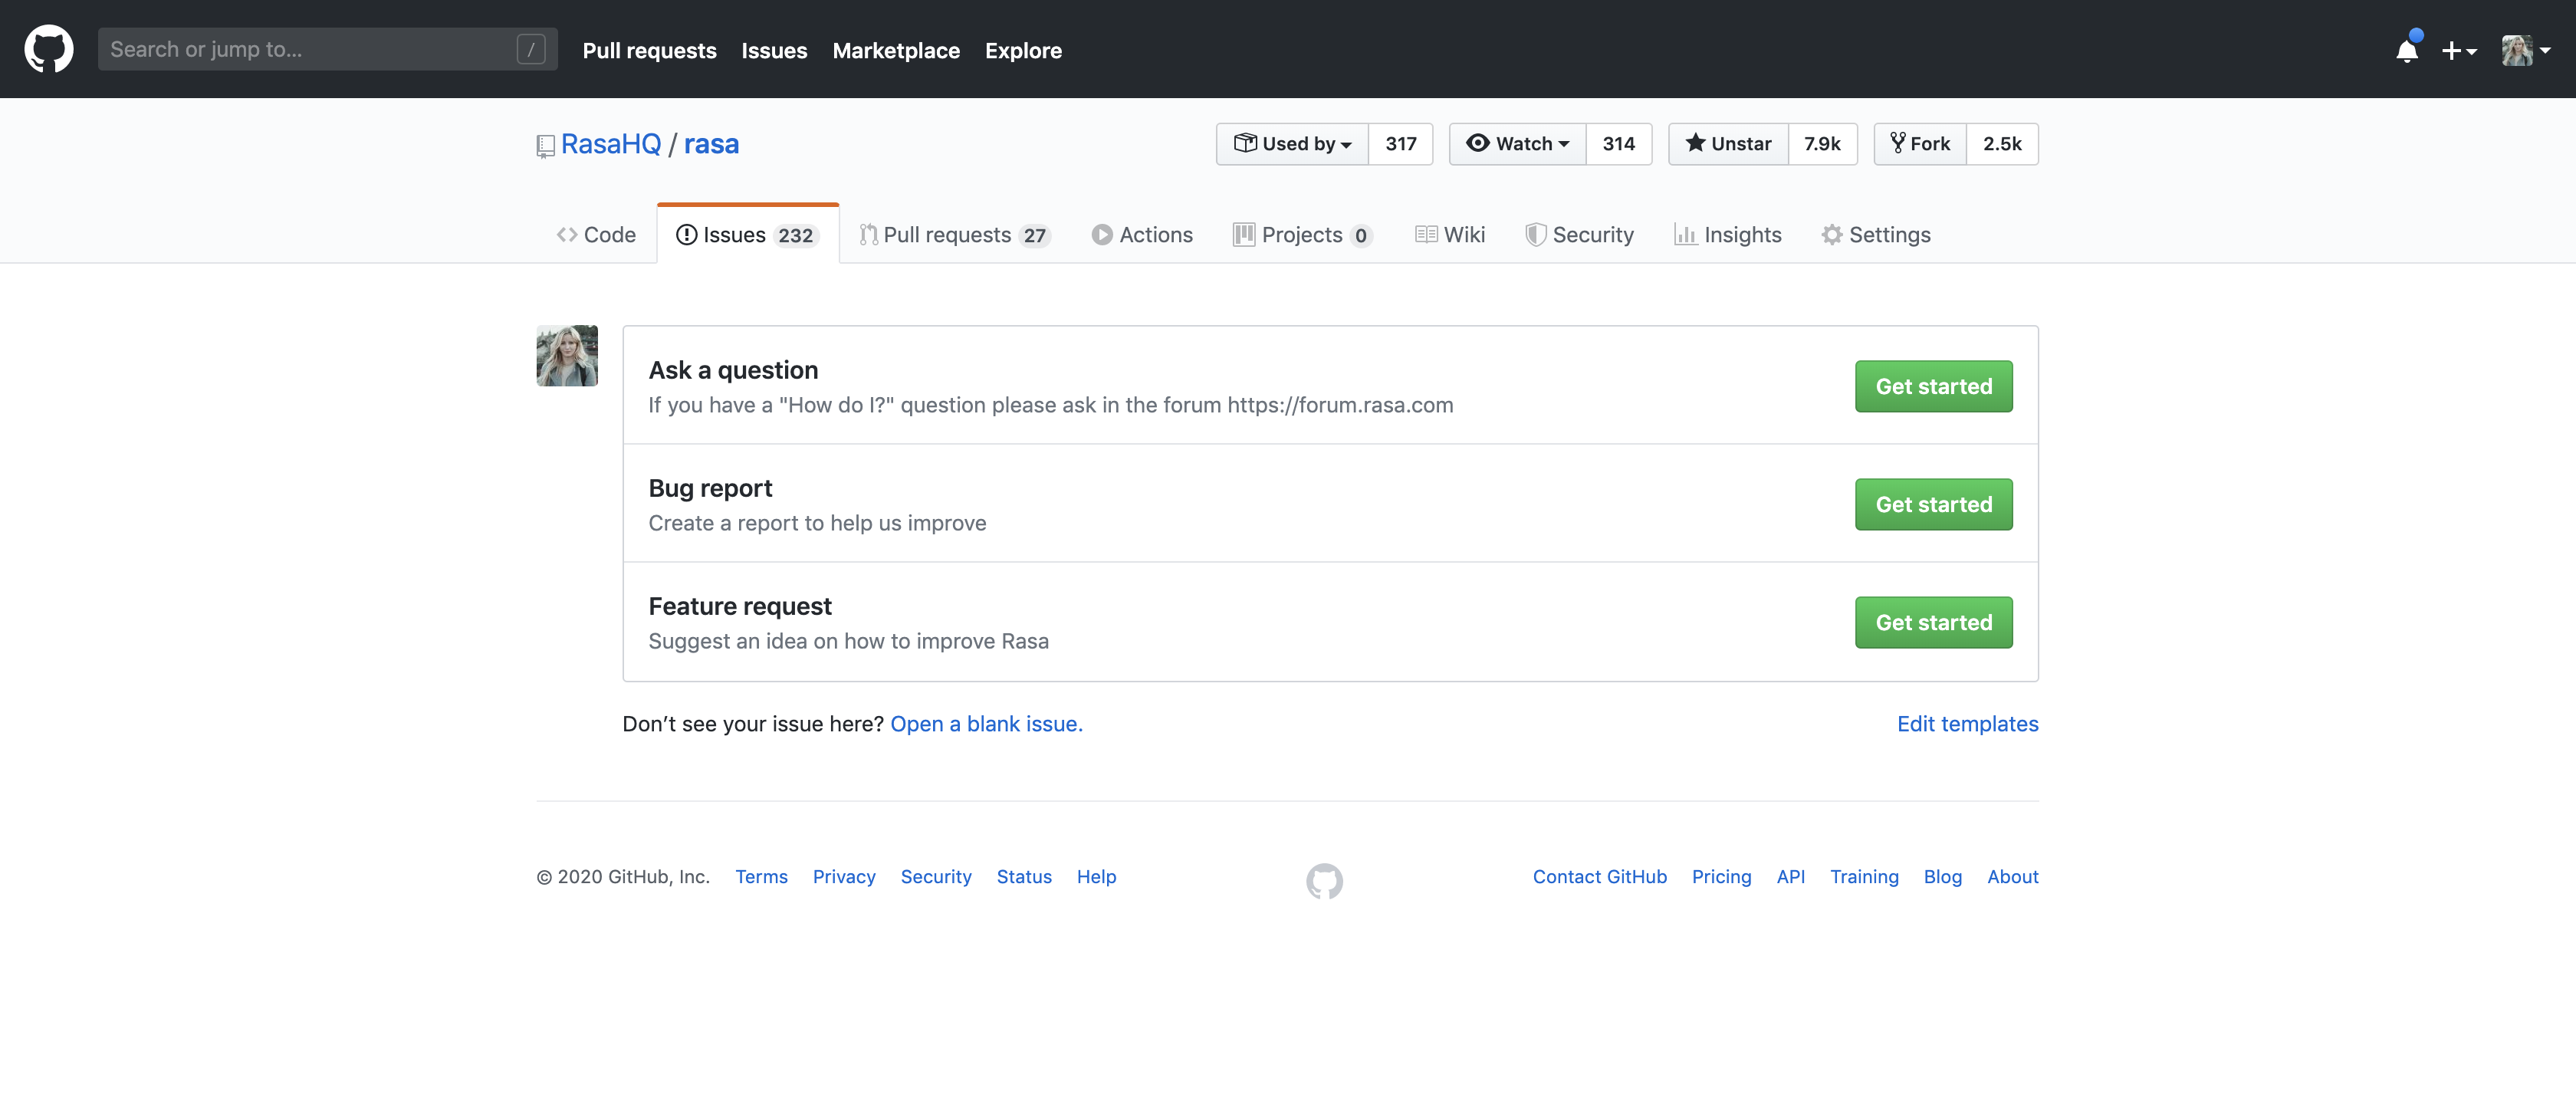 Search or jump to... /
Pull requests Issues Marketplace Explore
RasaHQ / rasa
Used by 317 Watch 314 Unstar 7.9k Fork 2.5k
Code Issues 232 Pull requests 27 Actions Projects 0 Wiki Security Insights Settings
Ask a question
If you have a "How do I?" question please ask in the forum https://forum.rasa.com
Get started
Bug report
Create a report to help us improve
Get started
Feature request
Suggest an idea on how to improve Rasa
Get started
Don’t see your issue here? Open a blank issue.
Edit templates
© 2020 GitHub, Inc. Terms Privacy Security Status Help
Contact GitHub Pricing API Training Blog About